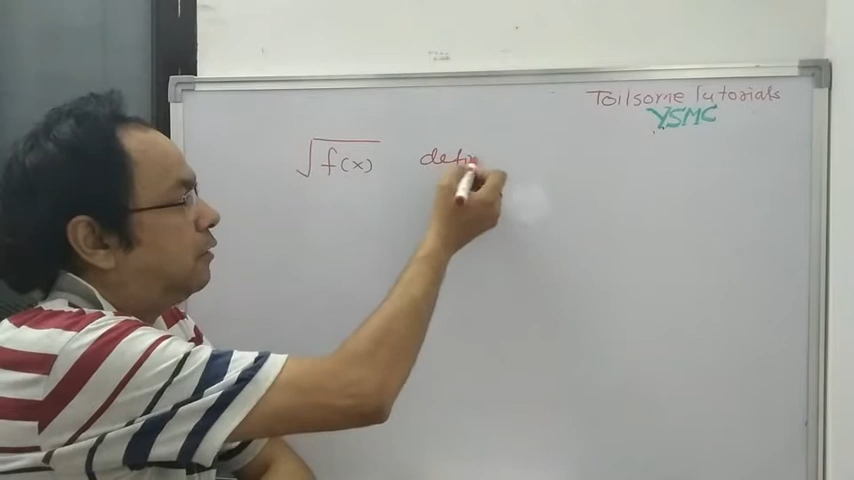 Toilsome Tutorials
YSMC
√f(x) defi